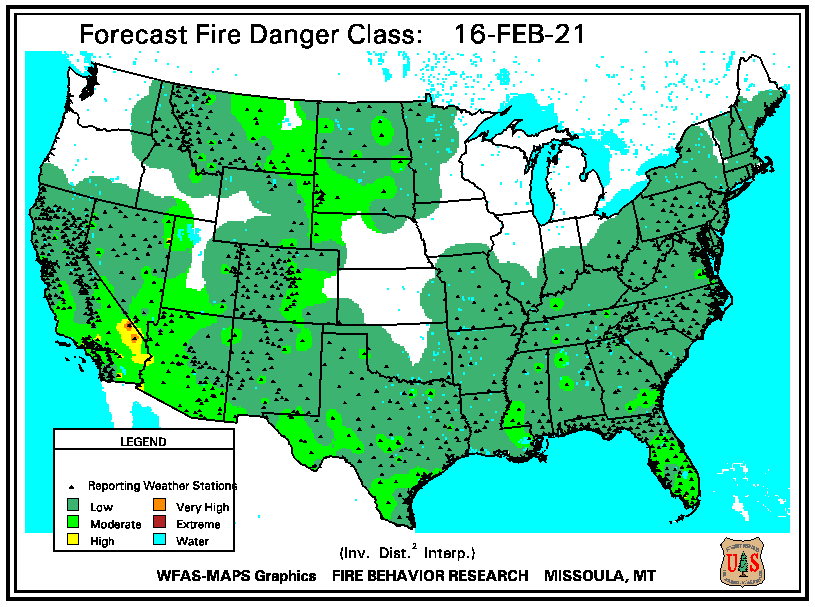 Forecast Fire Danger Class: 16-FEB-21
LEGEND
Reporting Weather Stations
Low
Very High
Moderate
Extreme
High
Water
(Inv. Dist.² Interp.)
WFAS-MAPS Graphics FIRE BEHAVIOR RESEARCH MISSOULA, MT
U S